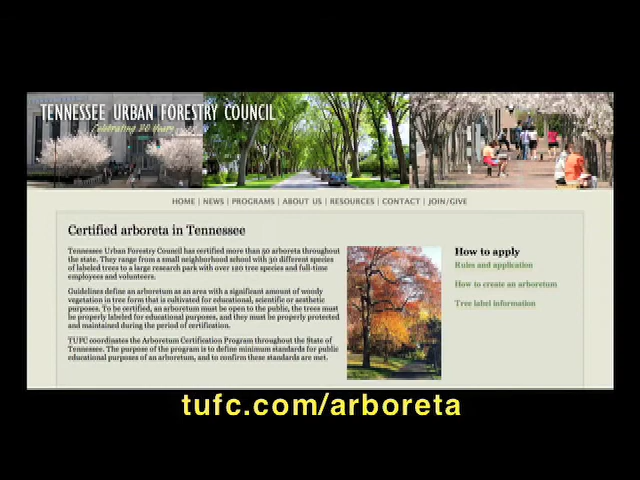 TENNESSEE URBAN FORESTRY COUNCIL
Celebrating 20 Years
HOME | NEWS | PROGRAMS | ABOUT US | RESOURCES | CONTACT | JOIN/GIVE
Certified arboreta in Tennessee
Tennessee Urban Forestry Council has certified more than 50 arboreta throughout
the state. They range from a small neighborhood school with 30 different species
of labeled trees to a large research park with over 120 tree species and full-time
employees and volunteers.
Guidelines define an arboretum as an area with a significant amount of woody
vegetation in tree form that is cultivated for educational, scientific or aesthetic
purposes. To be certified, an arboretum must be open to the public, the trees must
be properly labeled for educational purposes, and they must be properly protected
and maintained during the period of certification.
TUFC coordinates the Arboretum Certification Program throughout the State of
Tennessee. The purpose of the program is to define minimum standards for public
educational purposes of an arboretum, and to confirm these standards are met.
How to apply
Rules and application
How to create an arboretum
Tree label information
tufc.com/arboreta